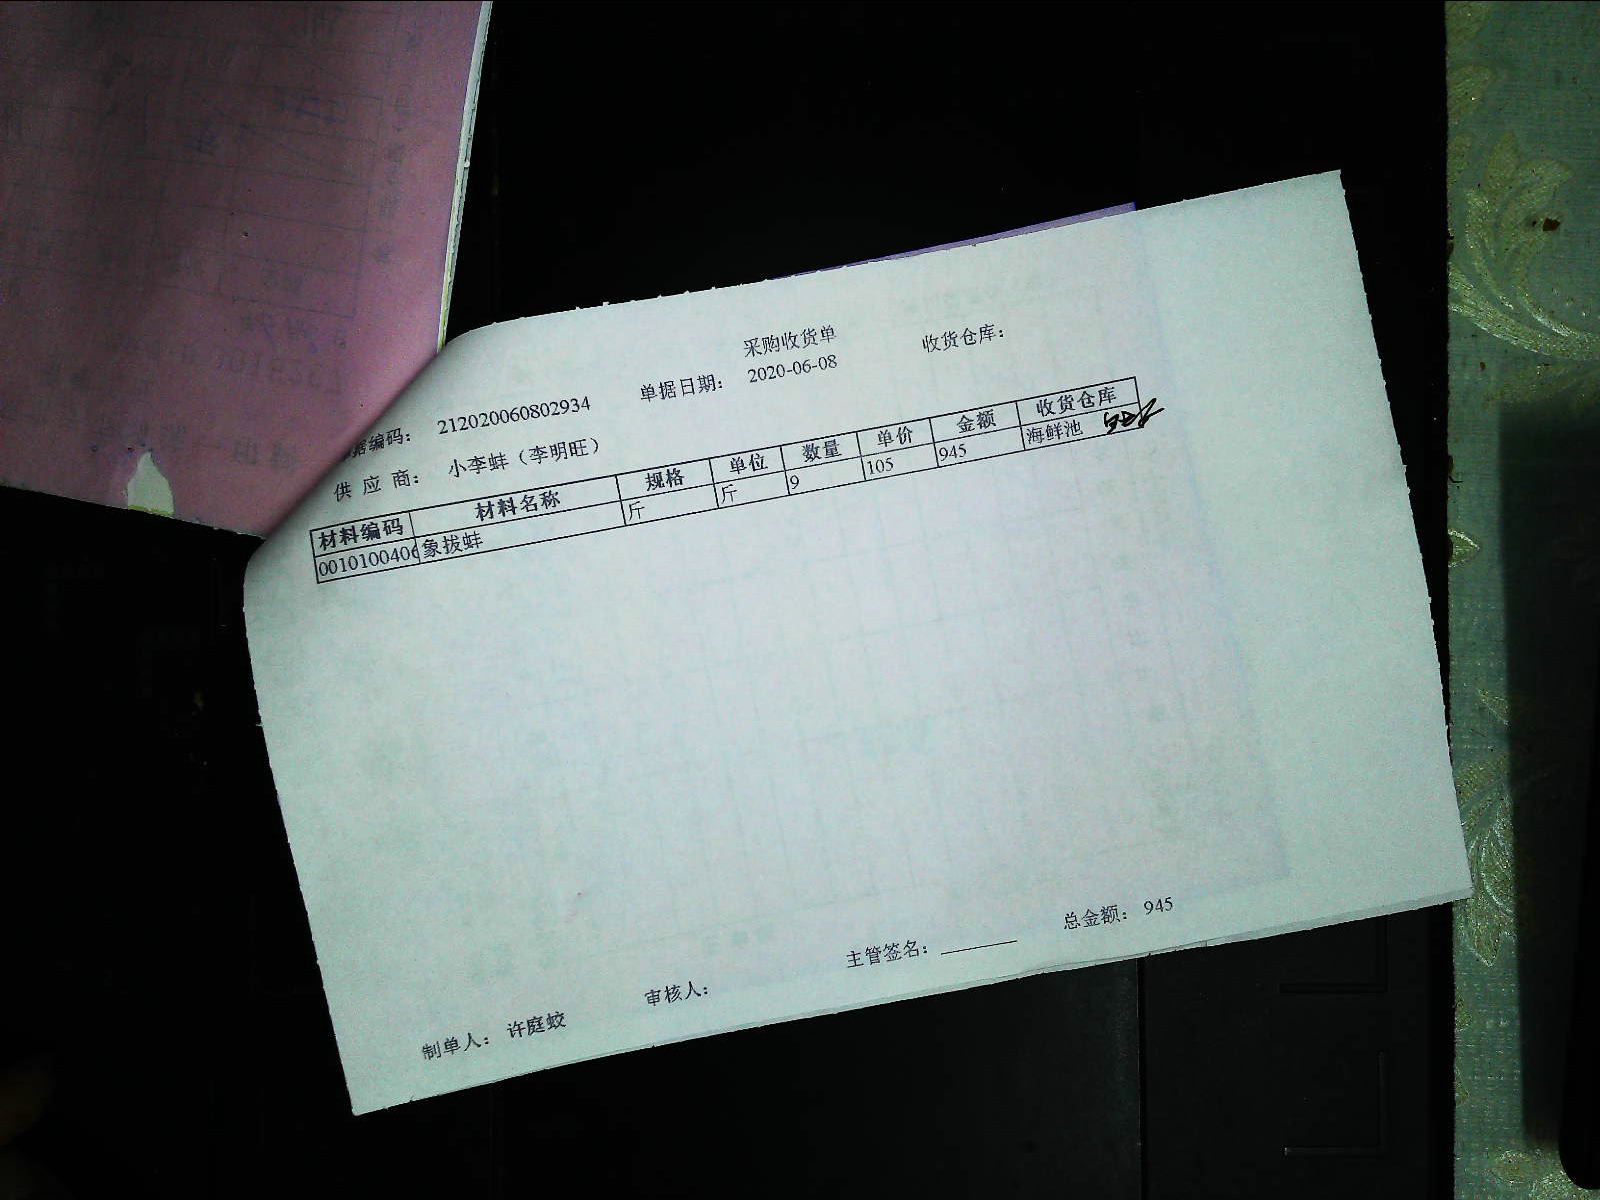 采购收货单
据编码： 212020060802934 单据日期： 2020-06-08 收货仓库：
供 应 商： 小李蚌（李明旺）
材料编码 材料名称 规格 单位 数量 单价 金额 收货仓库
0010100406 象拔蚌 斤 斤 9 105 945 海鲜池
制单人： 许庭蛟 审核人： 主管签名： 总金额： 945